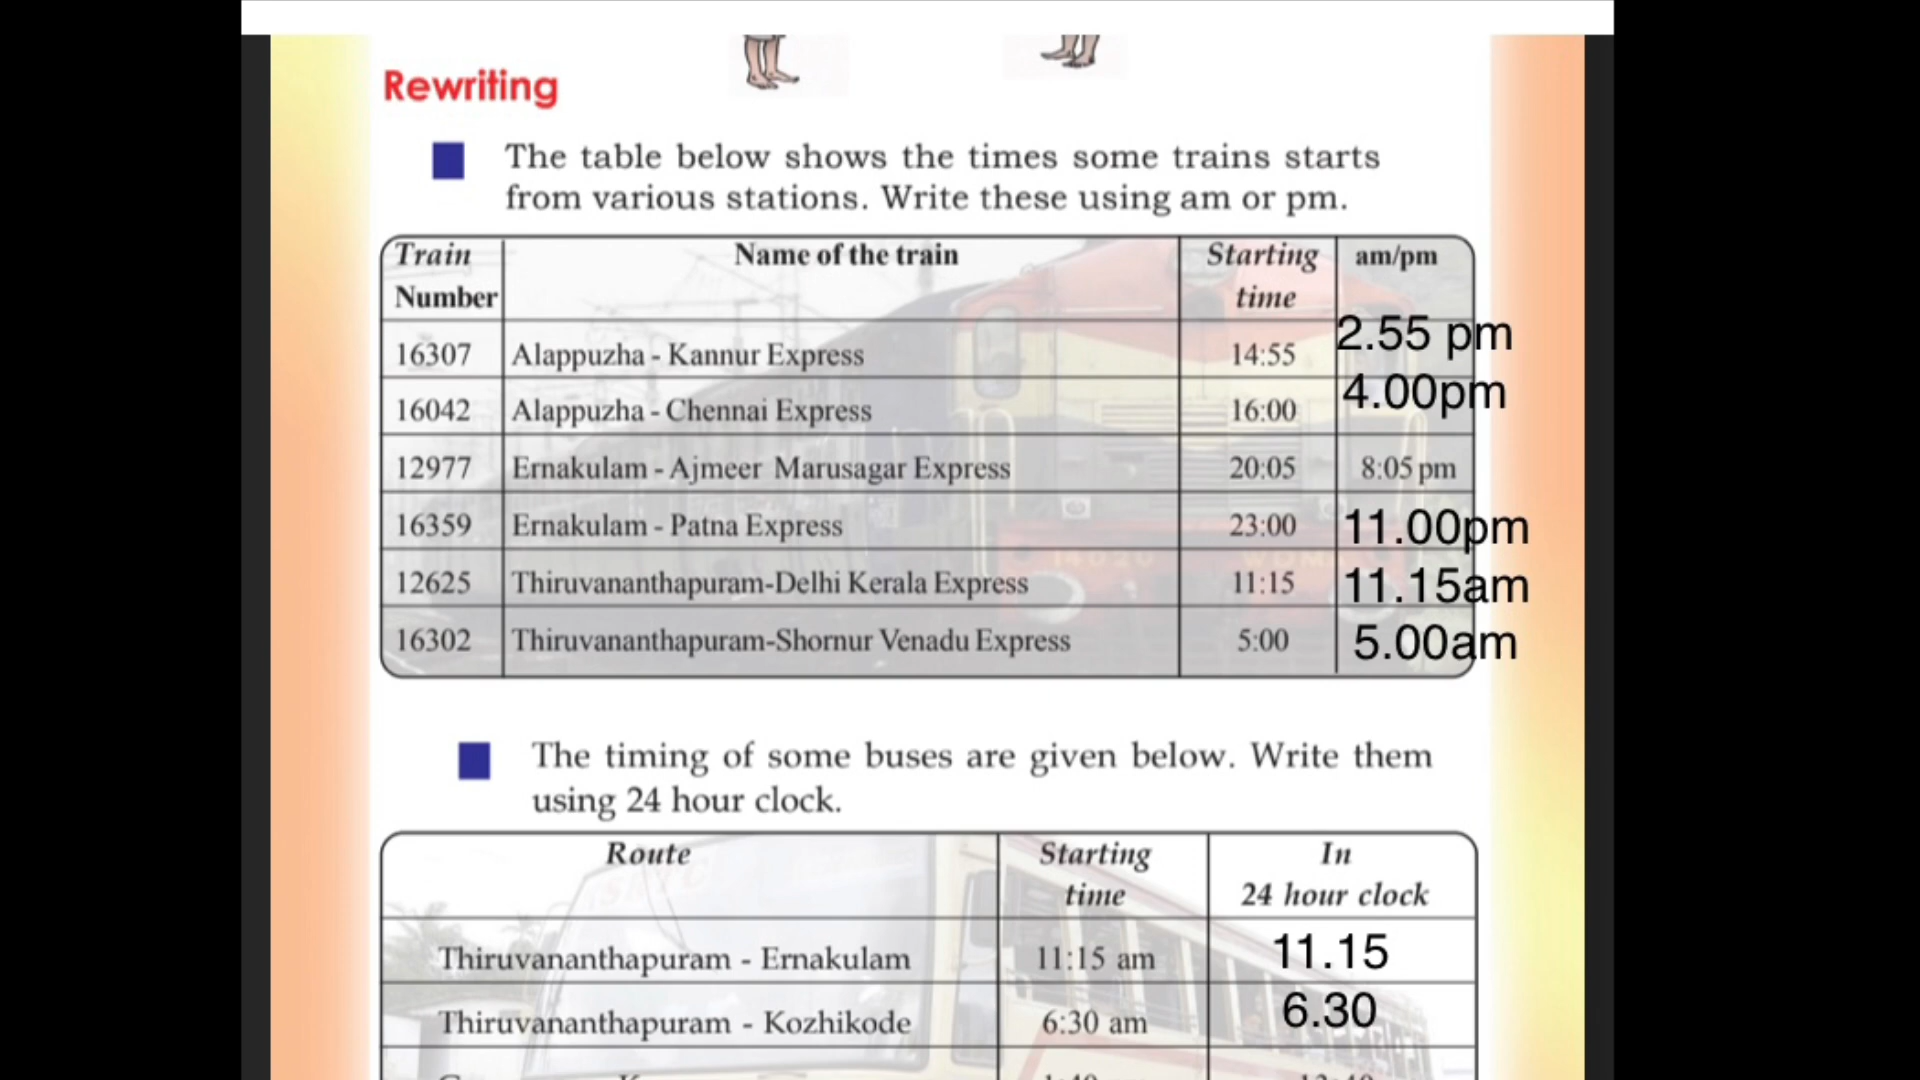 Rewriting
The table below shows the times some trains starts
from various stations. Write these using am or pm.
Train Number Name of the train Starting time am/pm
16307 Alappuzha - Kannur Express 14:55 2.55 pm
16042 Alappuzha - Chennai Express 16:00 4.00pm
12977 Ernakulam - Ajmeer Marusagar Express 20:05 8:05 pm
16359 Ernakulam - Patna Express 23:00 11.00pm
12625 Thiruvananthapuram-Delhi Kerala Express 11:15 11.15am
16302 Thiruvananthapuram-Shornur Venadu Express 5:00 5.00am
The timing of some buses are given below. Write them
using 24 hour clock.
Route Starting time In 24 hour clock
Thiruvananthapuram - Ernakulam 11:15 am 11.15
Thiruvananthapuram - Kozhikode 6:30 am 6.30